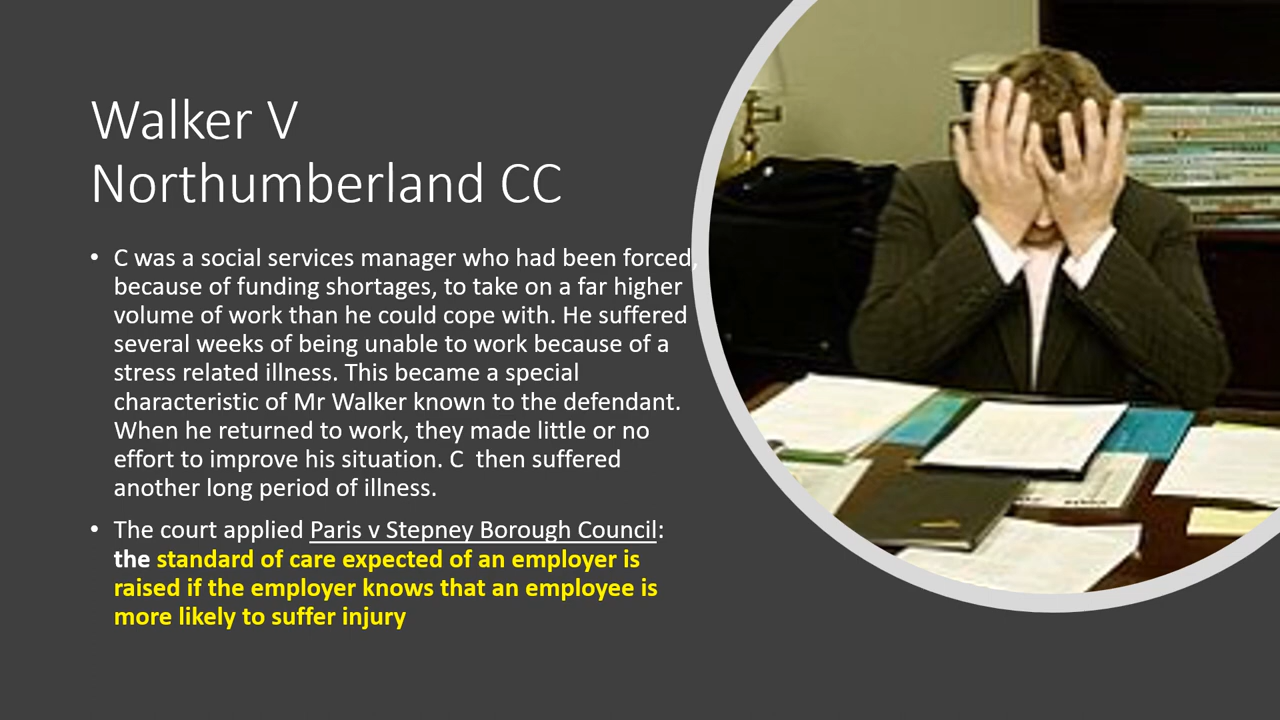 Walker V
Northumberland CC
• C was a social services manager who had been forced,
because of funding shortages, to take on a far higher
volume of work than he could cope with. He suffered
several weeks of being unable to work because of a
stress related illness. This became a special
characteristic of Mr Walker known to the defendant.
When he returned to work, they made little or no
effort to improve his situation. C  then suffered
another long period of illness.
• The court applied Paris v Stepney Borough Council:
the standard of care expected of an employer is
raised if the employer knows that an employee is
more likely to suffer injury